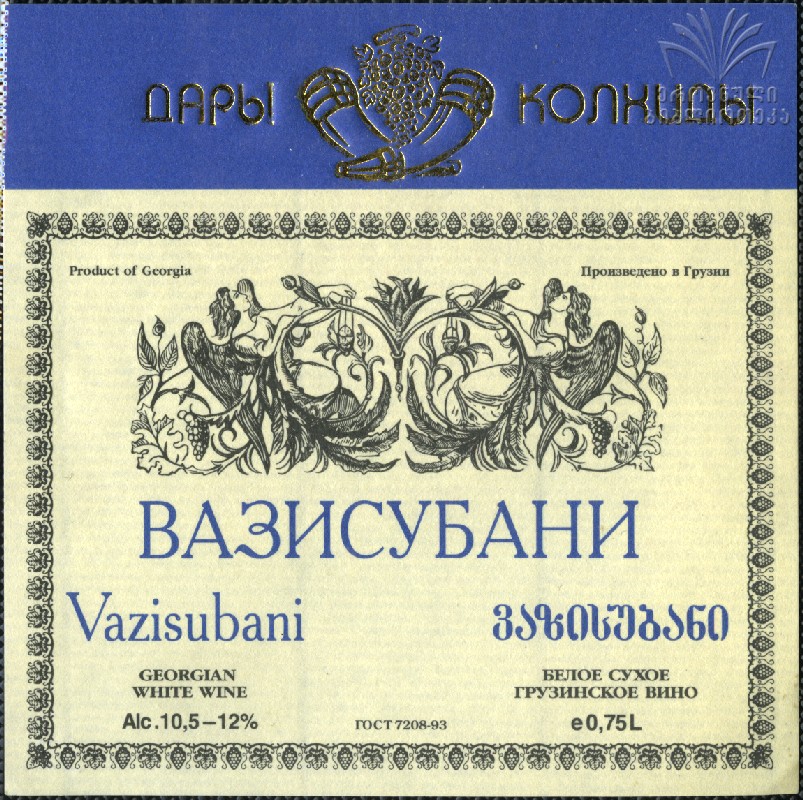 ДАРЫ КОЛХИДЫ
Product of Georgia
Произведено в Грузии
ВАЗИСУБАНИ
Vazisubani
ვაზისუბანი
GEORGIAN
WHITE WINE
БЕЛОЕ СУХОЕ
ГРУЗИНСКОЕ ВИНО
Alc.10,5–12%
ГОСТ 7208-93
e0,75L